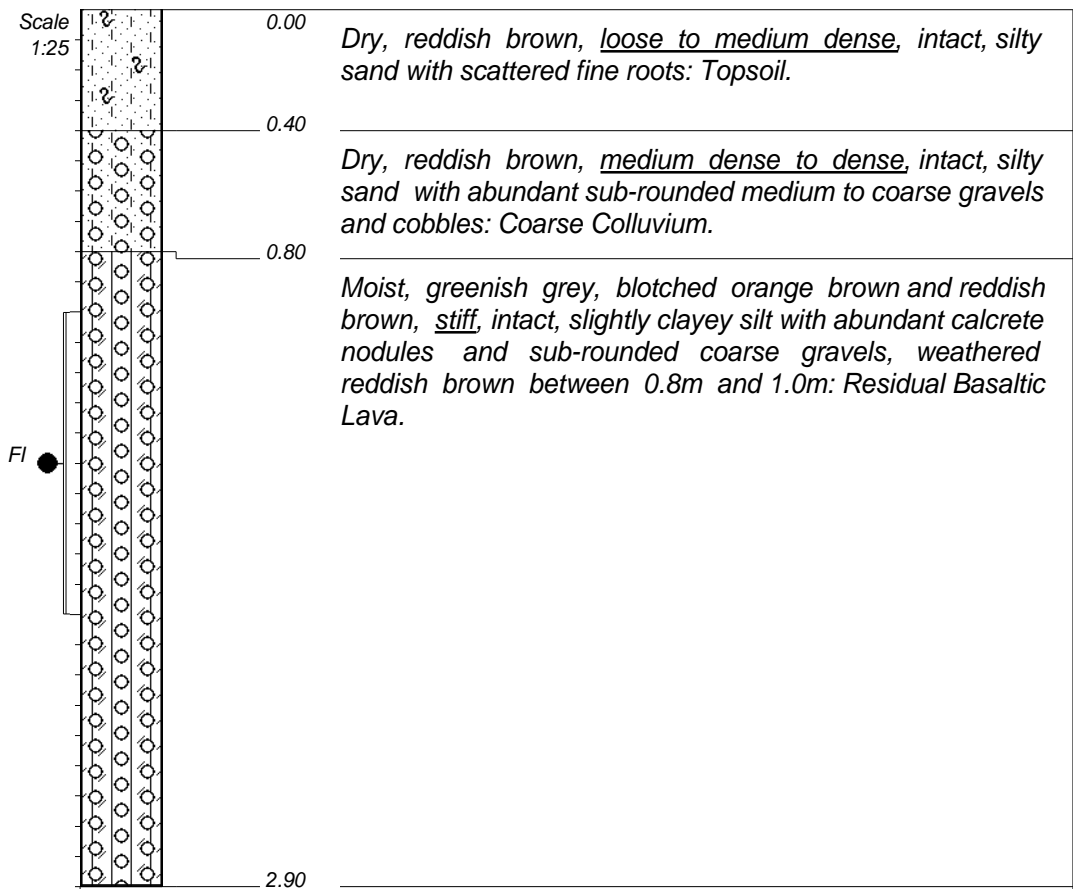 Scale
1:25
0.00
Dry, reddish brown, loose to medium dense, intact, silty
sand with scattered fine roots: Topsoil.
0.40
Dry, reddish brown, medium dense to dense, intact, silty
sand with abundant sub-rounded medium to coarse gravels
and cobbles: Coarse Colluvium.
0.80
Moist, greenish grey, blotched orange brown and reddish
brown, stiff, intact, slightly clayey silt with abundant calcrete
nodules and sub-rounded coarse gravels, weathered
reddish brown between 0.8m and 1.0m: Residual Basaltic
Lava.
FI
2.90